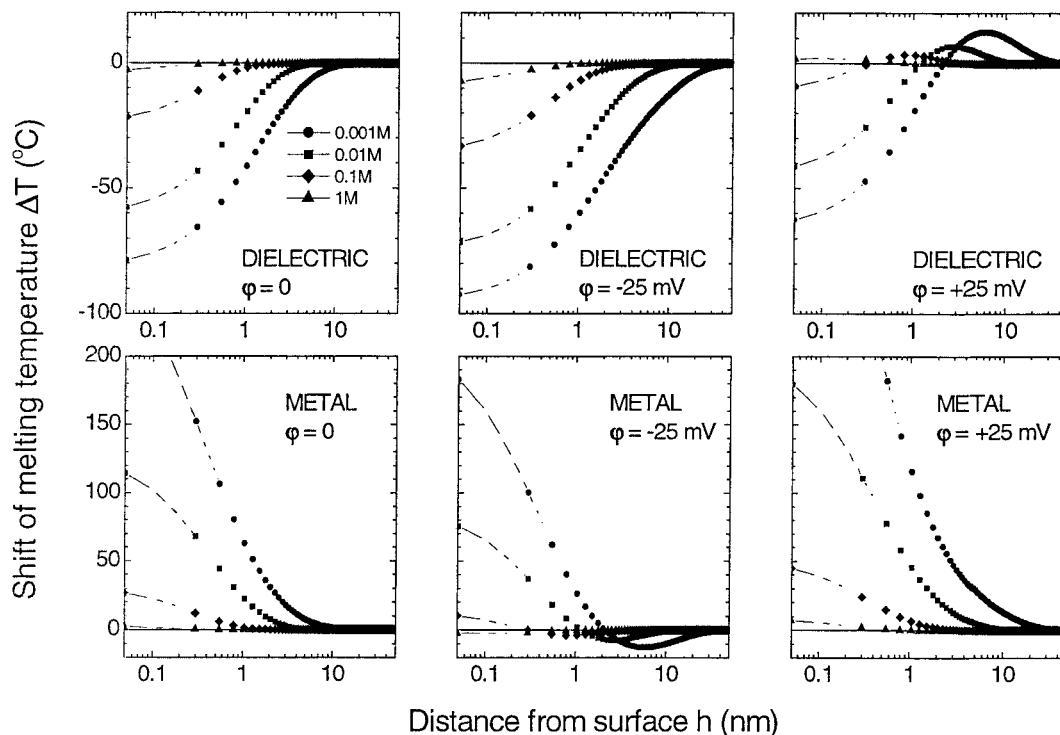 Shift of melting temperature ΔT (°C)
0
-50
-100
0.001M
0.01M
0.1M
1M
DIELECTRIC
φ = 0
DIELECTRIC
φ = -25 mV
DIELECTRIC
φ = +25 mV
0.1 1 10
0.1 1 10
0.1 1 10
200
150
100
50
0
METAL
φ = 0
METAL
φ = -25 mV
METAL
φ = +25 mV
0.1 1 10
0.1 1 10
0.1 1 10
Distance from surface h (nm)